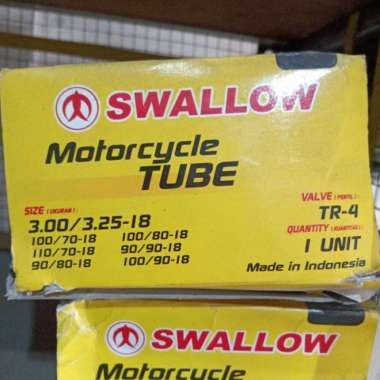 SWALLOW
Motorcycle
TUBE
SIZE (UKURAN) :
3.00/3.25-18
100/70-18 100/80-18
110/70-18 90/90-18
90/80-18 100/90-18
VALVE (PENTIL) :
TR-4
QUANTITY (KUANTITAS) :
1 UNIT
Made in Indonesia
SWALLOW
Motorcycle